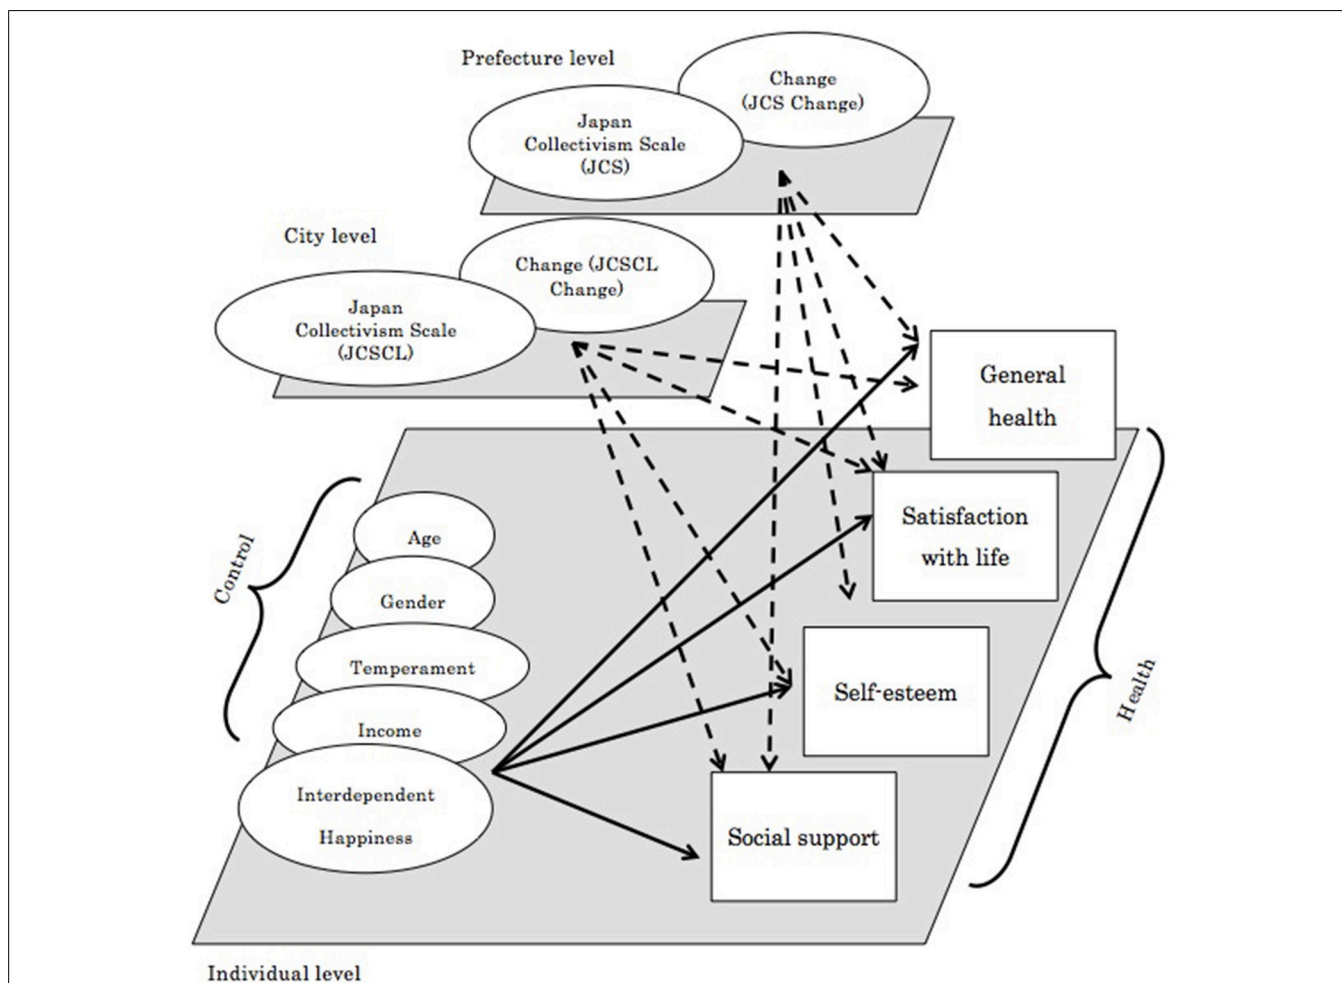 Prefecture level
Change
(JCS Change)
Japan
Collectivism Scale
(JCS)
City level
Change (JCSCL
Change)
Japan
Collectivism Scale
(JCSCL)
General
health
Satisfaction
with life
Self-esteem
Social support
Health
Control
Age
Gender
Temperament
Income
Interdependent
Happiness
Individual level